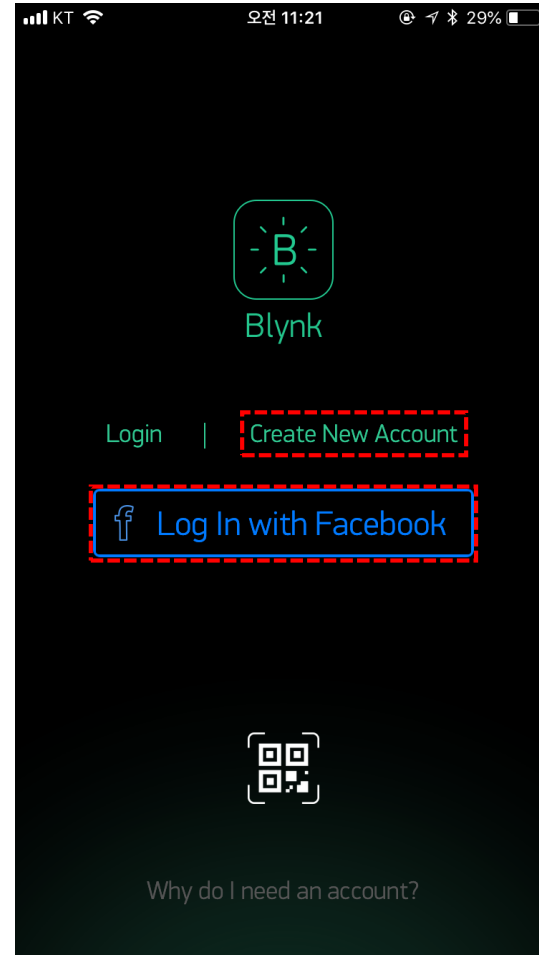 KT 오전 11:21 29%
B
Blynk
Login | Create New Account
f Log In with Facebook
Why do I need an account?